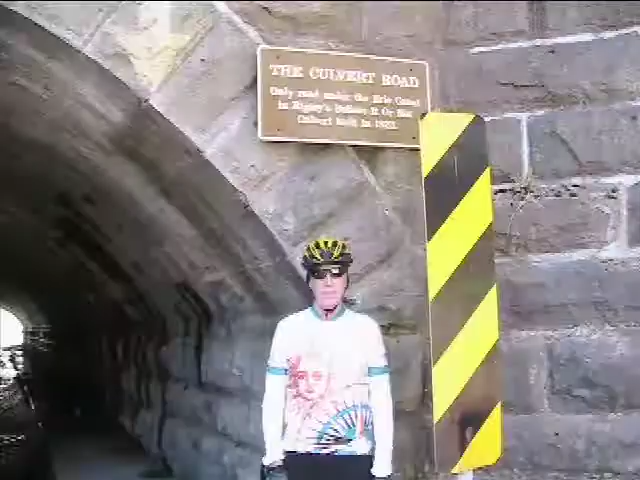 THE CULVERT ROAD
Only road under the Erie Canal
In Ripley's Believe It Or Not
Culvert built in 1823.